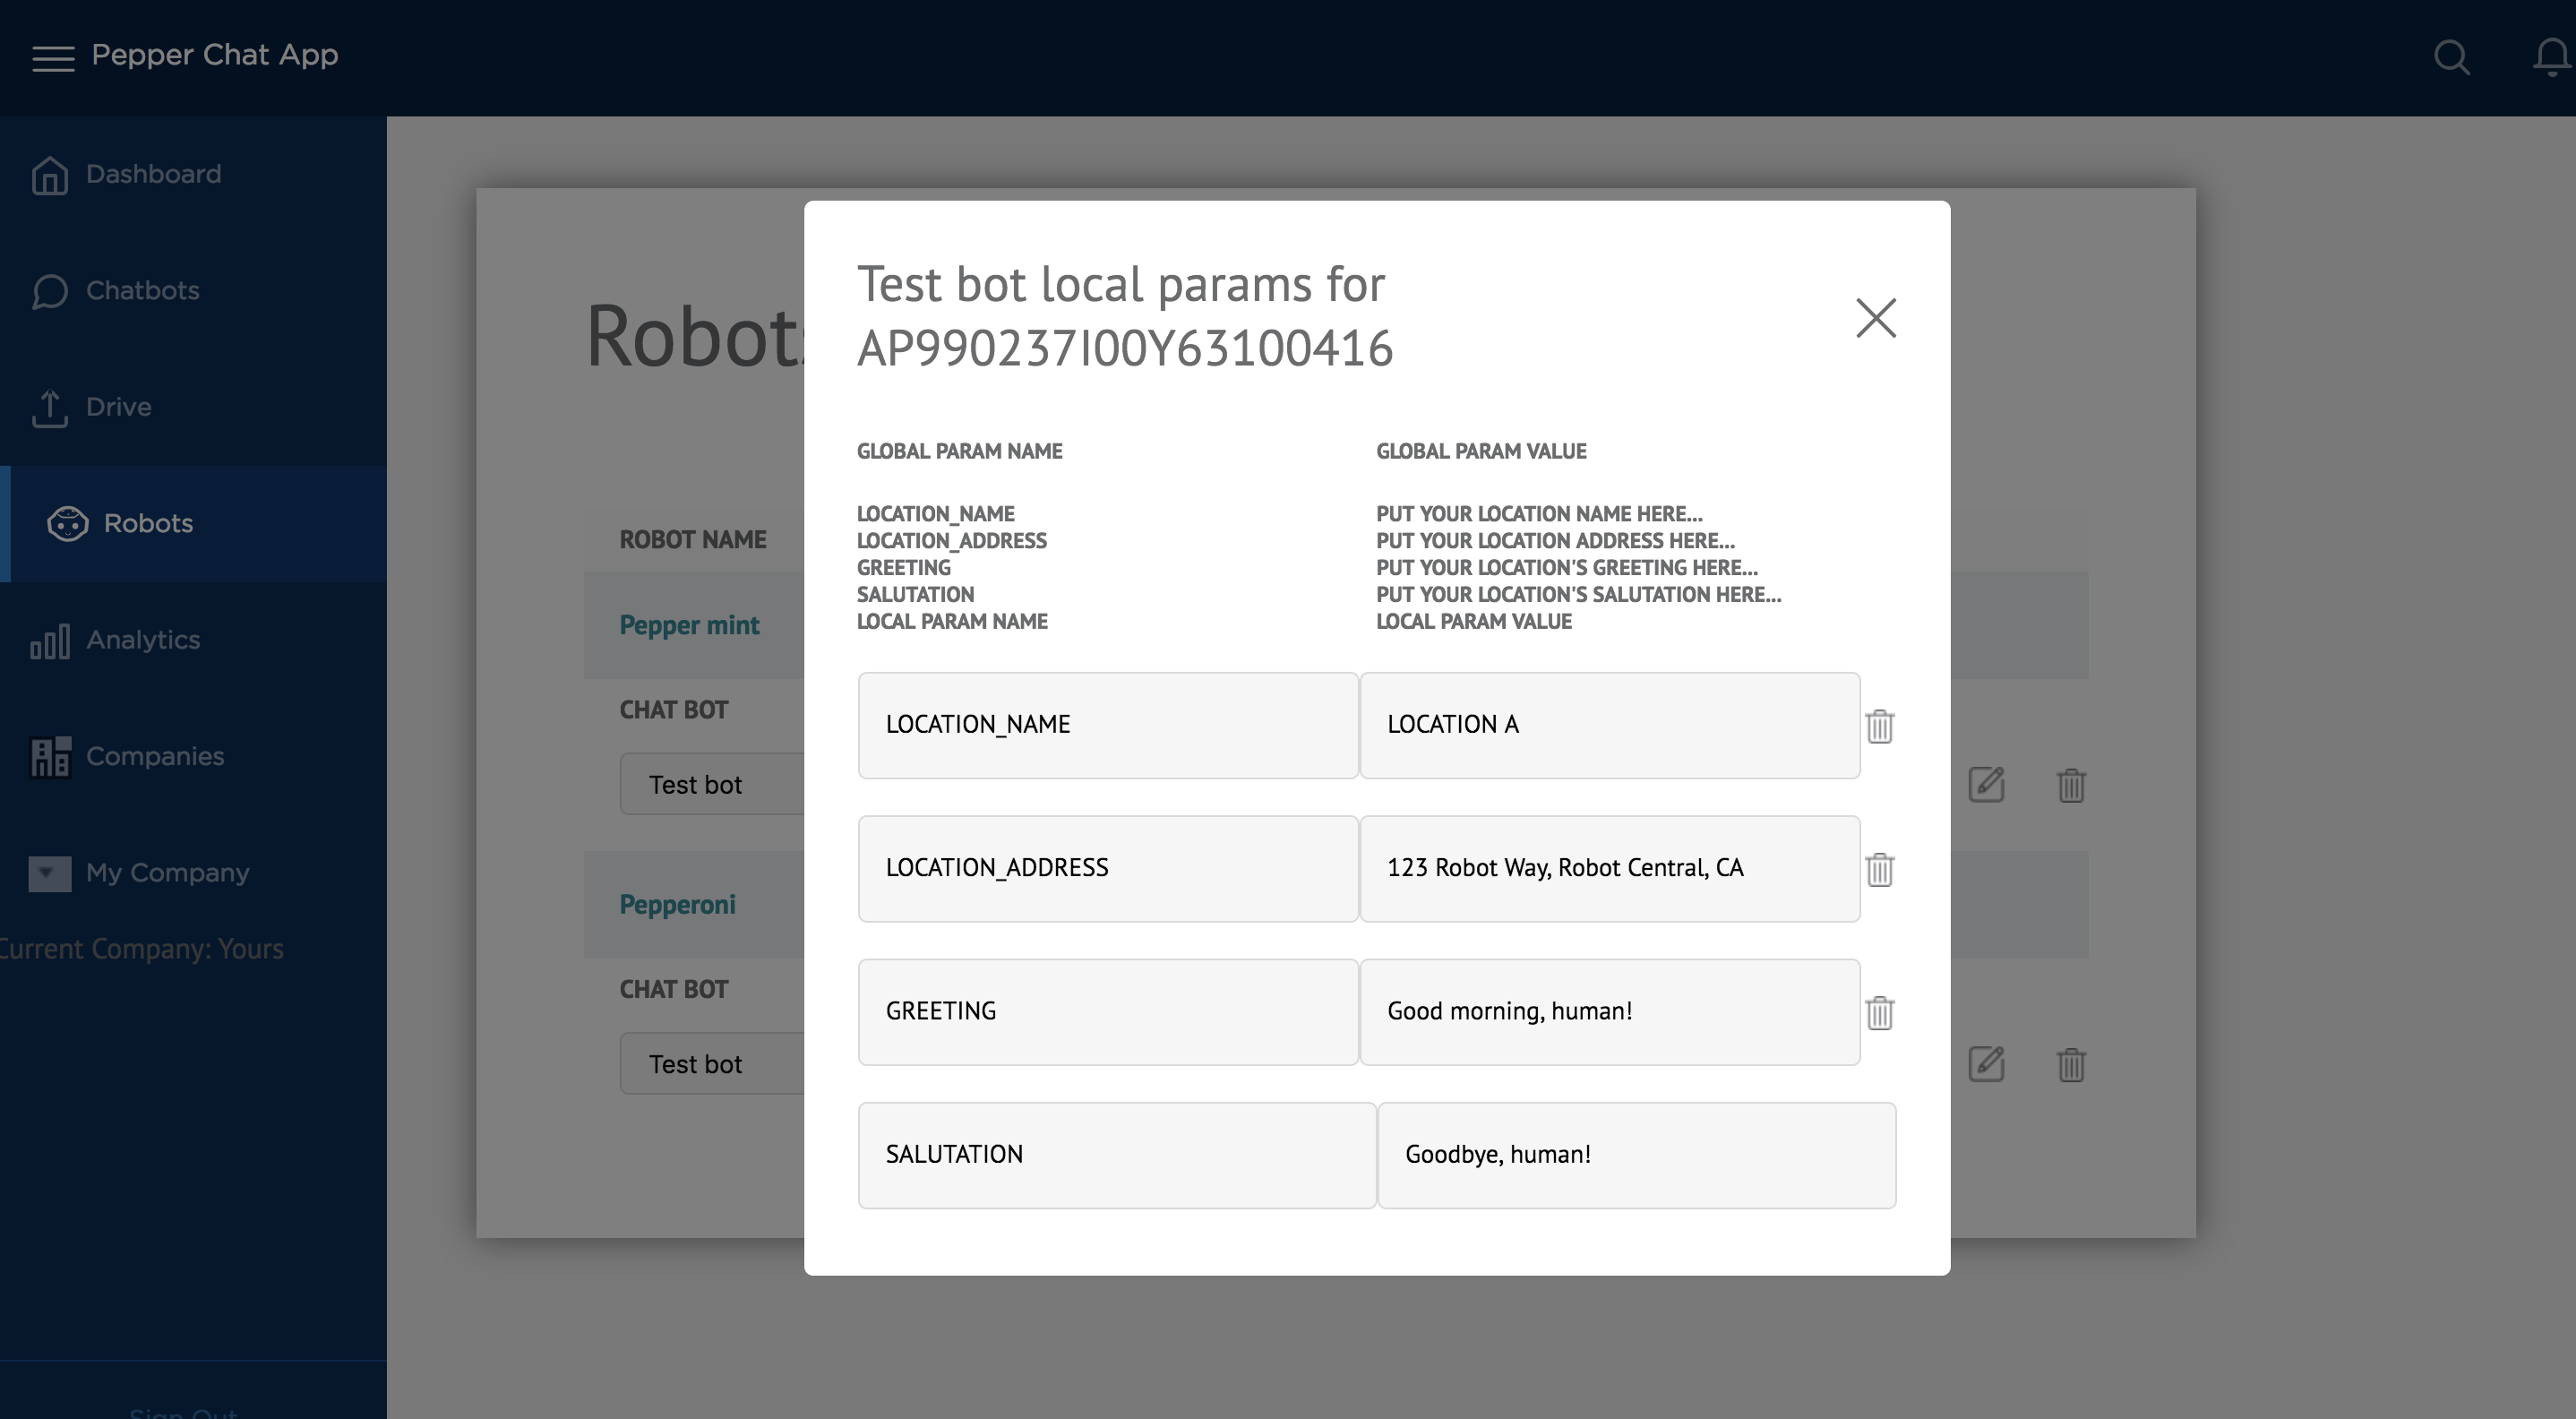 Pepper Chat App
Dashboard
Chatbots
Drive
Robots
Analytics
Companies
My Company
Current Company: Yours
Sign Out
Robots
ROBOT NAME
Pepper mint
CHAT BOT
Test bot
Pepperoni
CHAT BOT
Test bot
Test bot local params for
AP990237I00Y63100416
GLOBAL PARAM NAME GLOBAL PARAM VALUE
LOCATION_NAME PUT YOUR LOCATION NAME HERE...
LOCATION_ADDRESS PUT YOUR LOCATION ADDRESS HERE...
GREETING PUT YOUR LOCATION'S GREETING HERE...
SALUTATION PUT YOUR LOCATION'S SALUTATION HERE...
LOCAL PARAM NAME LOCAL PARAM VALUE
LOCATION_NAME LOCATION A
LOCATION_ADDRESS 123 Robot Way, Robot Central, CA
GREETING Good morning, human!
SALUTATION Goodbye, human!